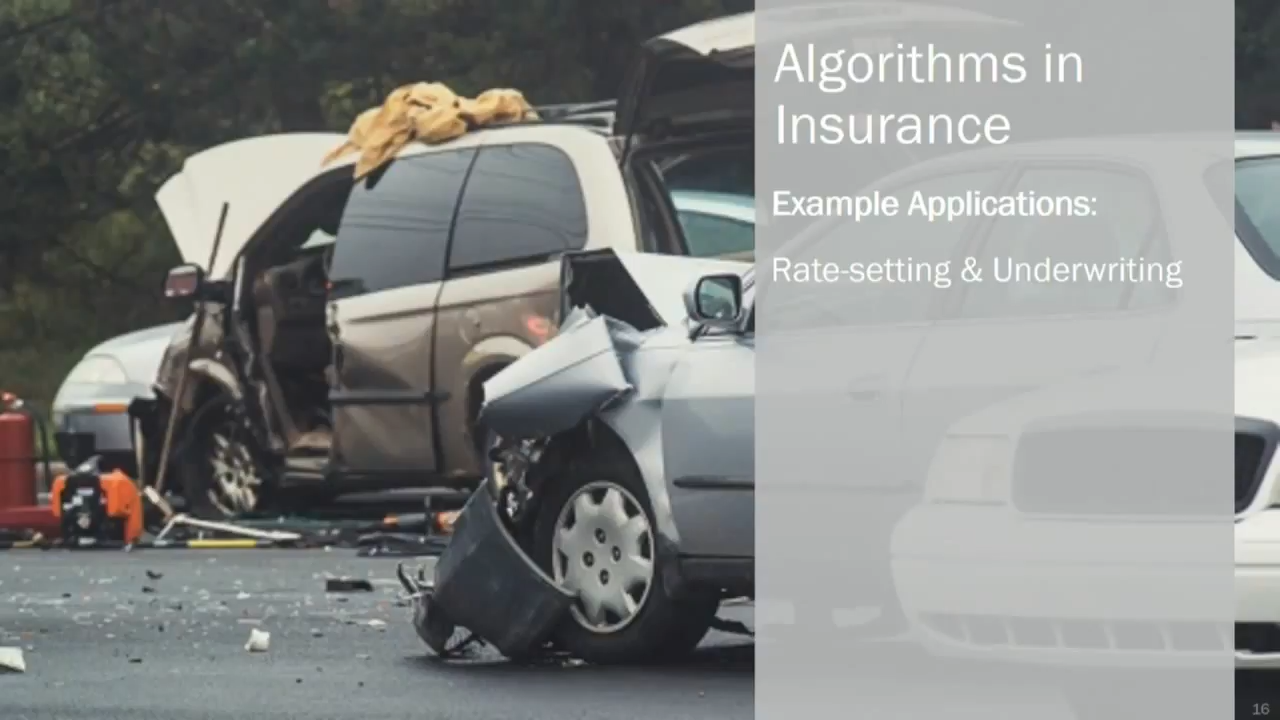 Algorithms in
Insurance
Example Applications:
Rate-setting & Underwriting
16